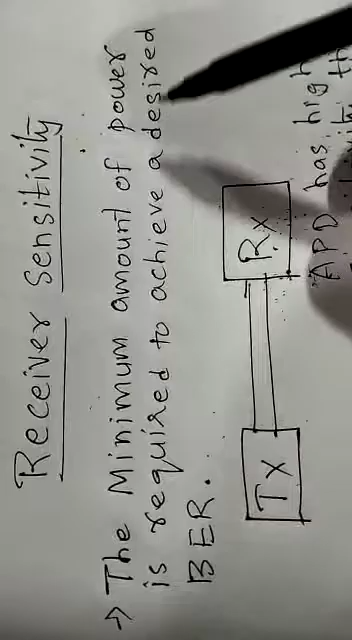 Receiver Sensitivity
→ The Minimum amount of power
is required to achieve a desired
BER.
Tx
Rx
APD has high